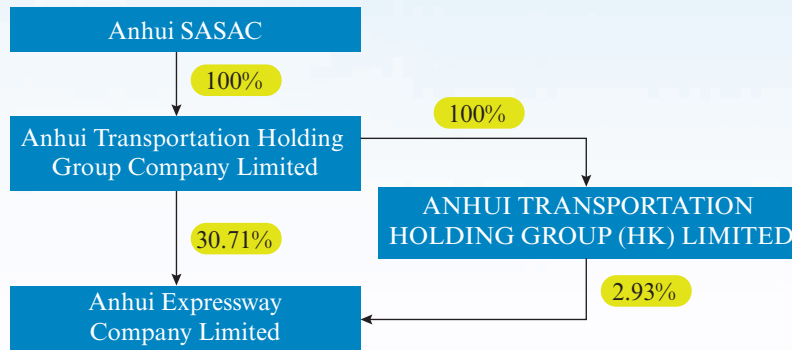 Anhui SASAC
100%
Anhui Transportation Holding
Group Company Limited
100%
ANHUI TRANSPORTATION
HOLDING GROUP (HK) LIMITED
30.71%
2.93%
Anhui Expressway
Company Limited